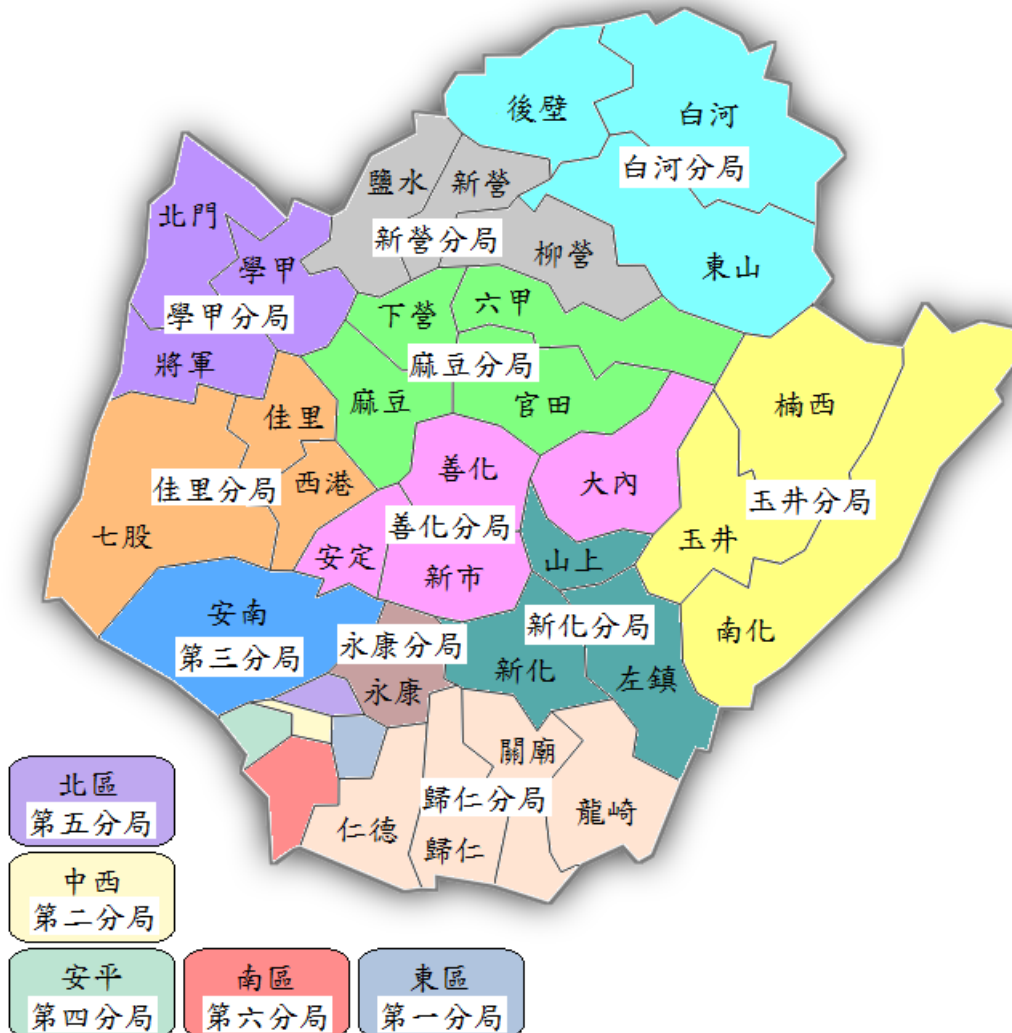 後壁
白河
白河分局
鹽水
新營
新營分局
柳營
東山
北門
學甲
學甲分局
將軍
下營
六甲
麻豆分局
麻豆
官田
楠西
佳里
西港
佳里分局
七股
善化
大內
善化分局
安定
新市
玉井分局
玉井
山上
南化
安南
第三分局
永康分局
永康
新化分局
新化
左鎮
關廟
歸仁分局
龍崎
仁德
歸仁
北區
第五分局
中西
第二分局
安平
第四分局
南區
第六分局
東區
第一分局